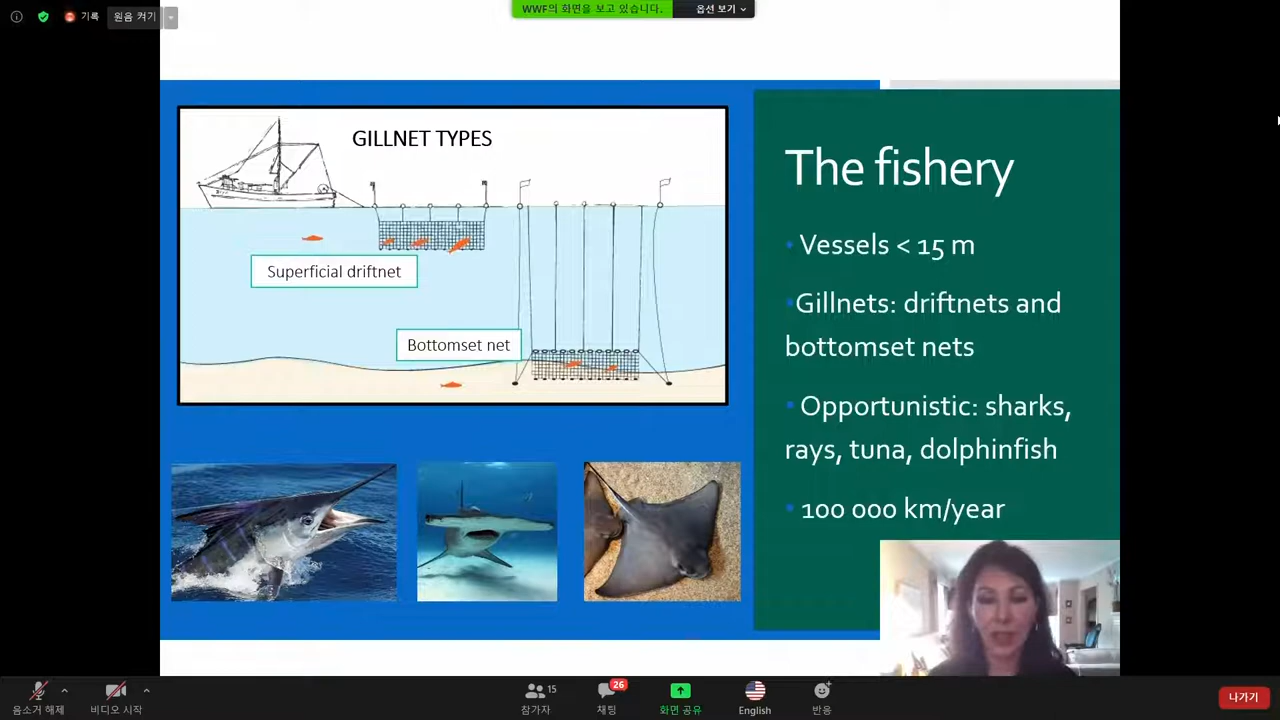 기록
원음 켜기
WWF의 화면을 보고 있습니다.
옵션 보기
GILLNET TYPES
Superficial driftnet
Bottomset net
The fishery
• Vessels < 15 m
•Gillnets: driftnets and
bottomset nets
• Opportunistic: sharks,
rays, tuna, dolphinfish
• 100 000 km/year
음소거 해제
비디오 시작
15
참가자
26
채팅
화면 공유
English
반응
나가기